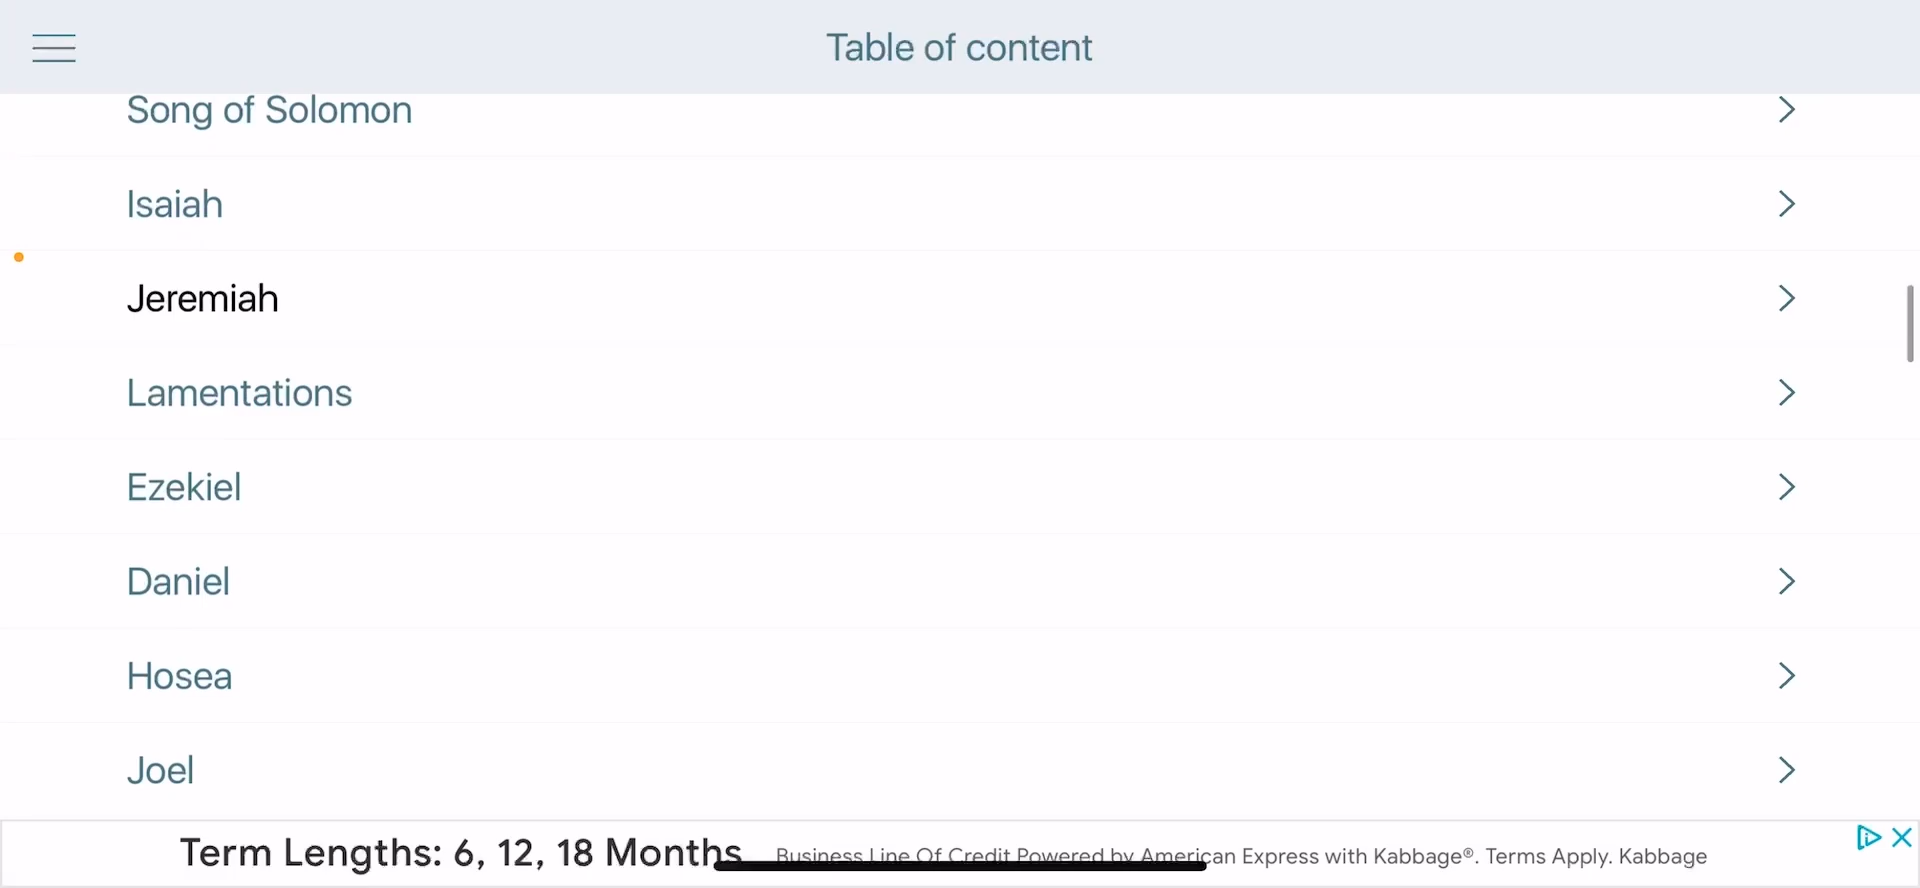 Table of content
Song of Solomon
Isaiah
Jeremiah
Lamentations
Ezekiel
Daniel
Hosea
Joel
Term Lengths: 6, 12, 18 Months
Business Line Of Credit Powered by American Express with Kabbage®. Terms Apply. Kabbage